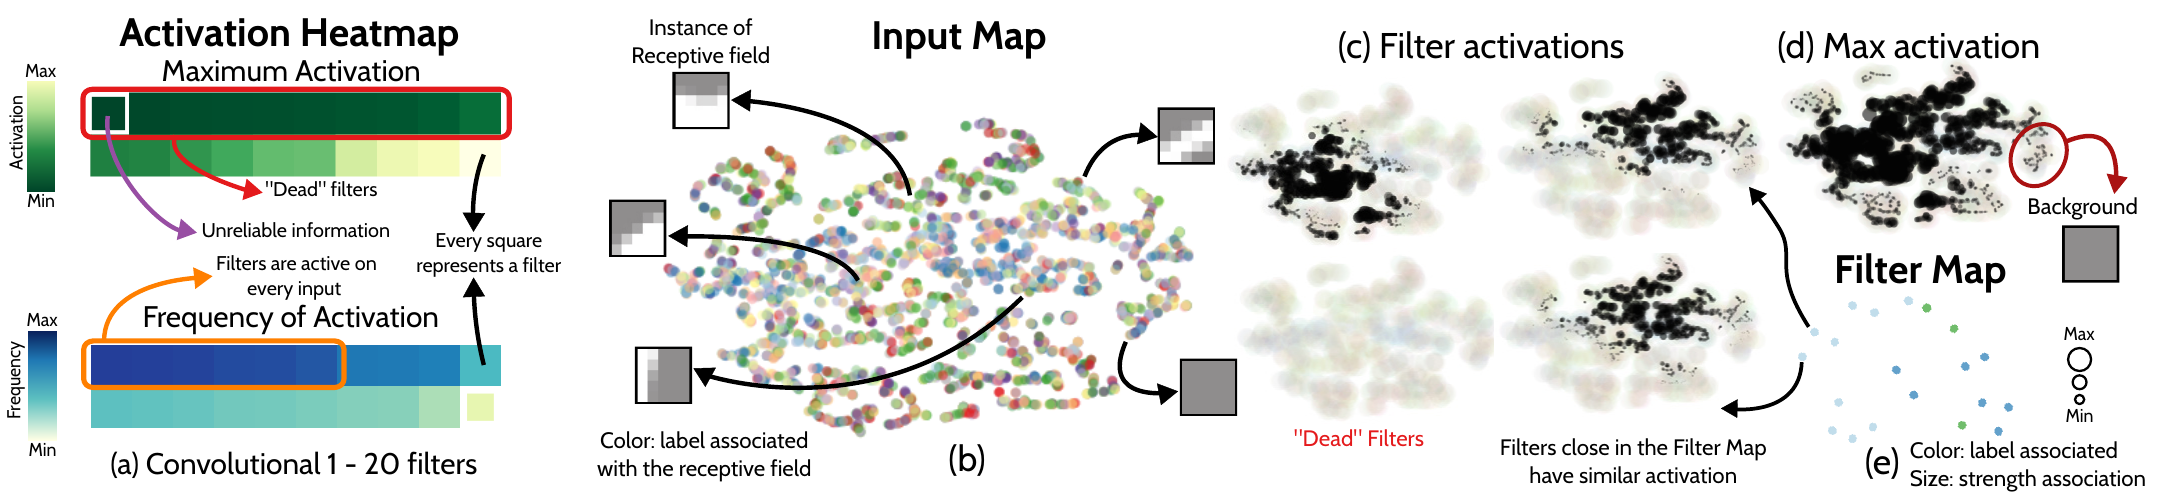 Activation Heatmap
Maximum Activation
Max
Activation
Min
"Dead" filters
Unreliable information
Every square
represents a filter
Filters are active on
every input
Frequency of Activation
Max
Frequency
Min
(a) Convolutional 1 - 20 filters
Instance of
Receptive field
Input Map
Color: label associated
with the receptive field
(b)
(c) Filter activations
"Dead" Filters
Filters close in the Filter Map
have similar activation
(d) Max activation
Background
Filter Map
Max
Min
(e)
Color: label associated
Size: strength association